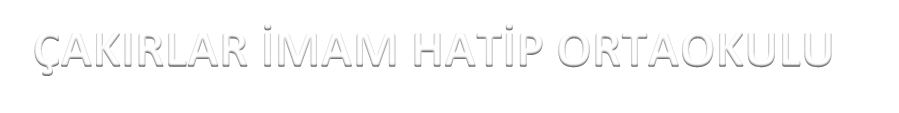 ÇAKIRLAR İMAM HATİP ORTAOKULU